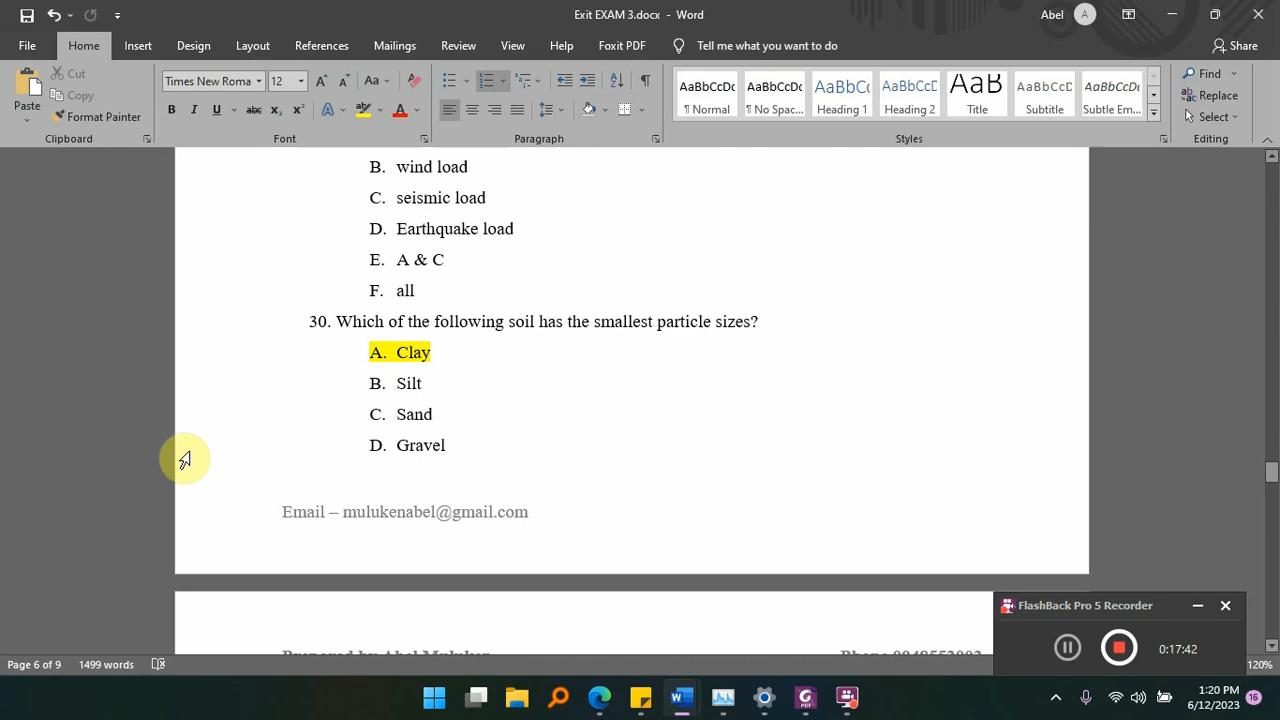 Exit EXAM 3.docx - Word
Abel
A
File Home Insert Design Layout References Mailings Review View Help Foxit PDF Tell me what you want to do Share
Paste
Cut
Copy
Format Painter
Clipboard
Times New Roma 12
Font
Paragraph
AaBbCcDc AaBbCcDc AaBbCc AaBbCcD AaB AaBbCcD AaBbCcDc
¶ Normal ¶ No Spac... Heading 1 Heading 2 Title Subtitle Subtle Em...
Styles
Find
Replace
Select
Editing
B. wind load
C. seismic load
D. Earthquake load
E. A & C
F. all
30. Which of the following soil has the smallest particle sizes?
A. Clay
B. Silt
C. Sand
D. Gravel
Email – mulukenabel@gmail.com
FlashBack Pro 5 Recorder
0:17:42
Page 6 of 9 1499 words
120%
1:20 PM
6/12/2023
16